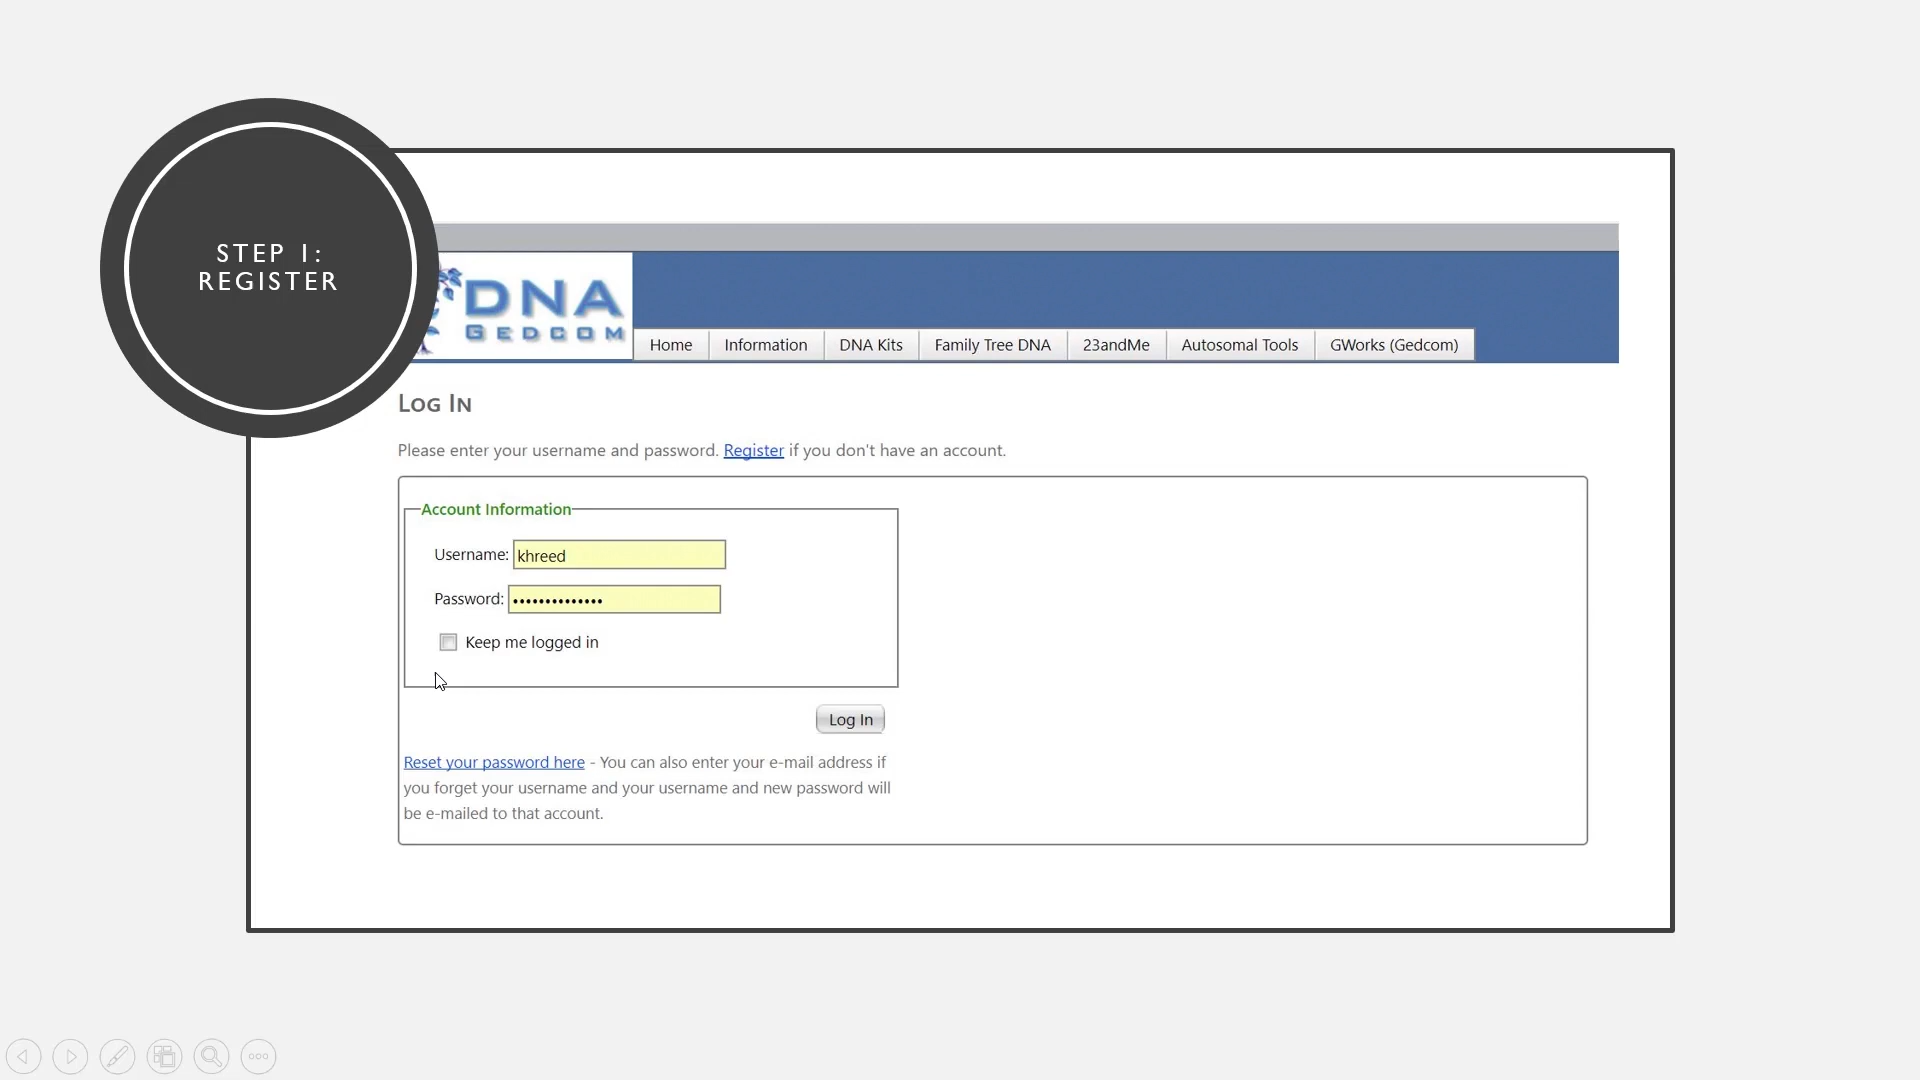 STEP 1:
REGISTER
DNA
GEDCOM
Home Information DNA Kits Family Tree DNA 23andMe Autosomal Tools GWorks (Gedcom)
LOG IN
Please enter your username and password. Register if you don't have an account.
Account Information
Username: khreed
Password: ••••••••••••••
Keep me logged in
Log In
Reset your password here - You can also enter your e-mail address if
you forget your username and your username and new password will
be e-mailed to that account.